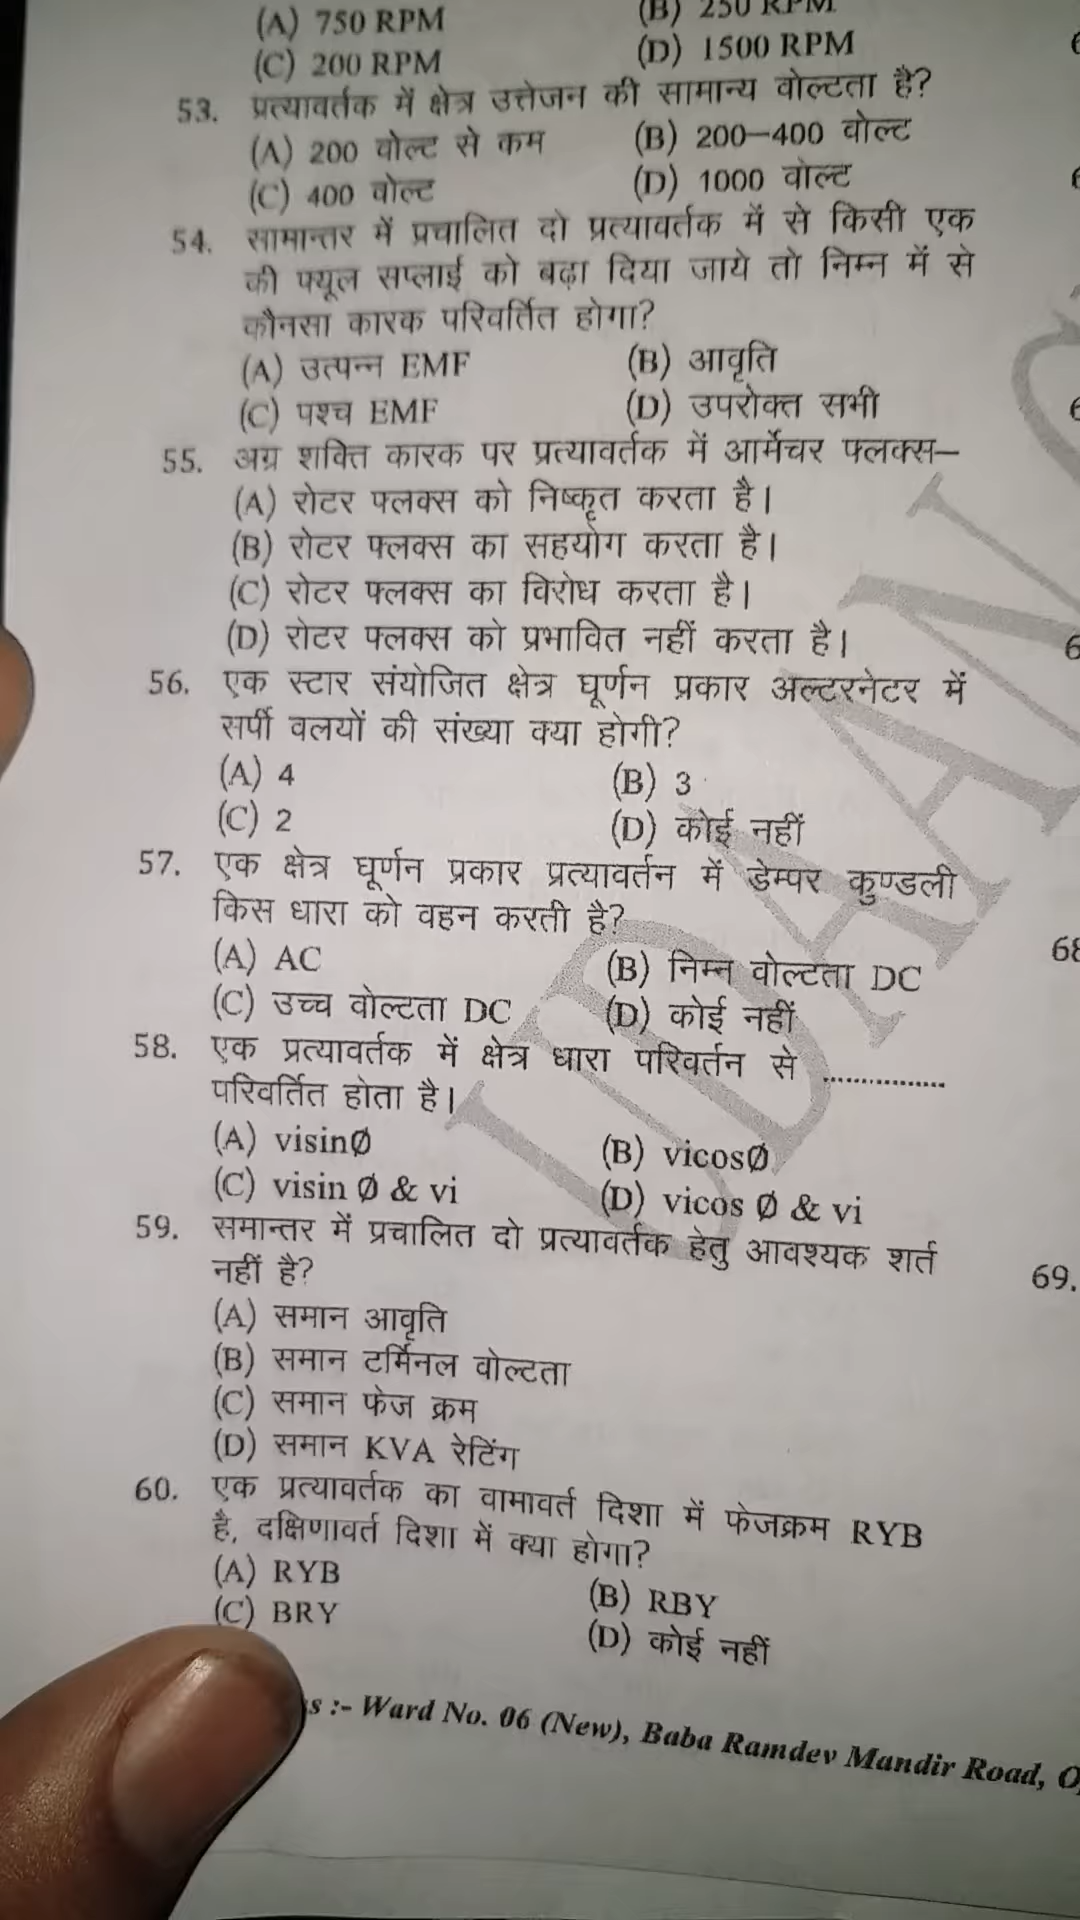 (A) 750 RPM (B) 250 RPM
(C) 200 RPM (D) 1500 RPM
53. प्रत्यावर्तक में क्षेत्र उत्तेजन की सामान्य वोल्टता है?
(A) 200 वोल्ट से कम (B) 200–400 वोल्ट
(C) 400 वोल्ट (D) 1000 वोल्ट
54. सामान्तर में प्रचालित दो प्रत्यावर्तक में से किसी एक
की फ्यूल सप्लाई को बढ़ा दिया जाये तो निम्न में से
कौनसा कारक परिवर्तित होगा?
(A) उत्पन्न EMF (B) आवृति
(C) पश्च EMF (D) उपरोक्त सभी
55. अग्र शक्ति कारक पर प्रत्यावर्तक में आर्मेचर फ्लक्स–
(A) रोटर फ्लक्स को निष्कृत करता है।
(B) रोटर फ्लक्स का सहयोग करता है।
(C) रोटर फ्लक्स का विरोध करता है।
(D) रोटर फ्लक्स को प्रभावित नहीं करता है।
56. एक स्टार संयोजित क्षेत्र घूर्णन प्रकार अल्टरनेटर में
सर्पी वलयों की संख्या क्या होगी?
(A) 4 (B) 3
(C) 2 (D) कोई नहीं
57. एक क्षेत्र घूर्णन प्रकार प्रत्यावर्तन में डेम्पर कुण्डली
किस धारा को वहन करती है?
(A) AC (B) निम्न वोल्टता DC
(C) उच्च वोल्टता DC (D) कोई नहीं
58. एक प्रत्यावर्तक में क्षेत्र धारा परिवर्तन से ................
परिवर्तित होता है।
(A) visinØ (B) vicosØ
(C) visin Ø & vi (D) vicos Ø & vi
59. समान्तर में प्रचालित दो प्रत्यावर्तक हेतु आवश्यक शर्त
नहीं है?
(A) समान आवृति
(B) समान टर्मिनल वोल्टता
(C) समान फेज क्रम
(D) समान KVA रेटिंग
60. एक प्रत्यावर्तक का वामावर्त दिशा में फेजक्रम RYB
है, दक्षिणावर्त दिशा में क्या होगा?
(A) RYB (B) RBY
(C) BRY (D) कोई नहीं
:- Ward No. 06 (New), Baba Ramdev Mandir Road,
68
69.